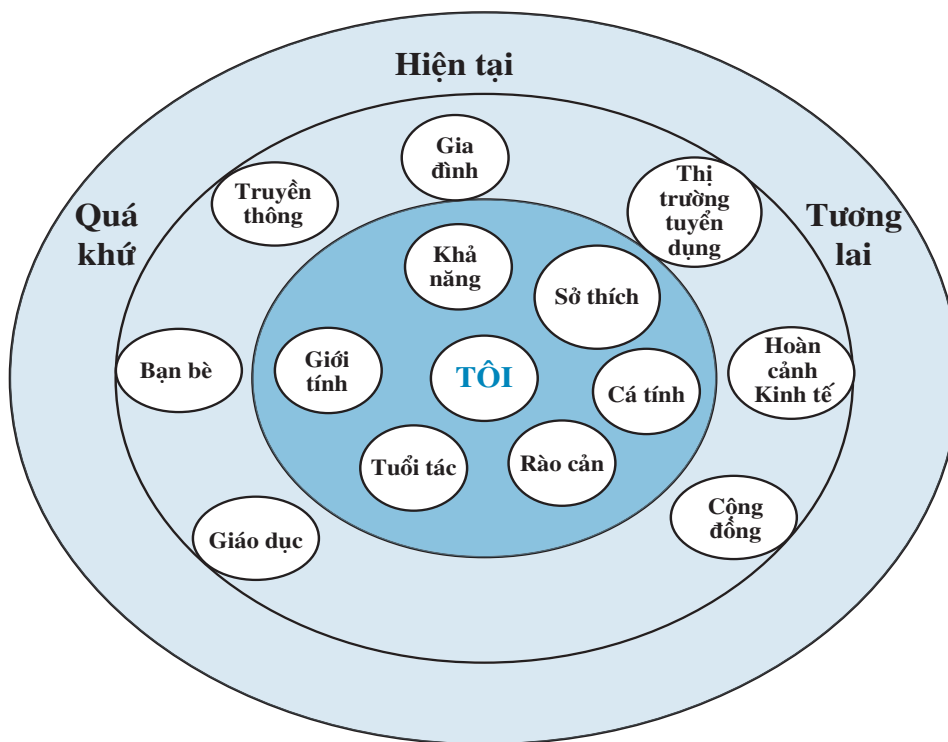 Hiện tại
Quá
khứ
Tương
lai
Gia
đình
Truyền
thông
Thị
trường
tuyển
dụng
Khả
năng
Sở thích
Bạn bè
Giới
tính
TÔI
Cá tính
Hoàn
cảnh
Kinh tế
Tuổi tác
Rào cản
Giáo dục
Cộng
đồng